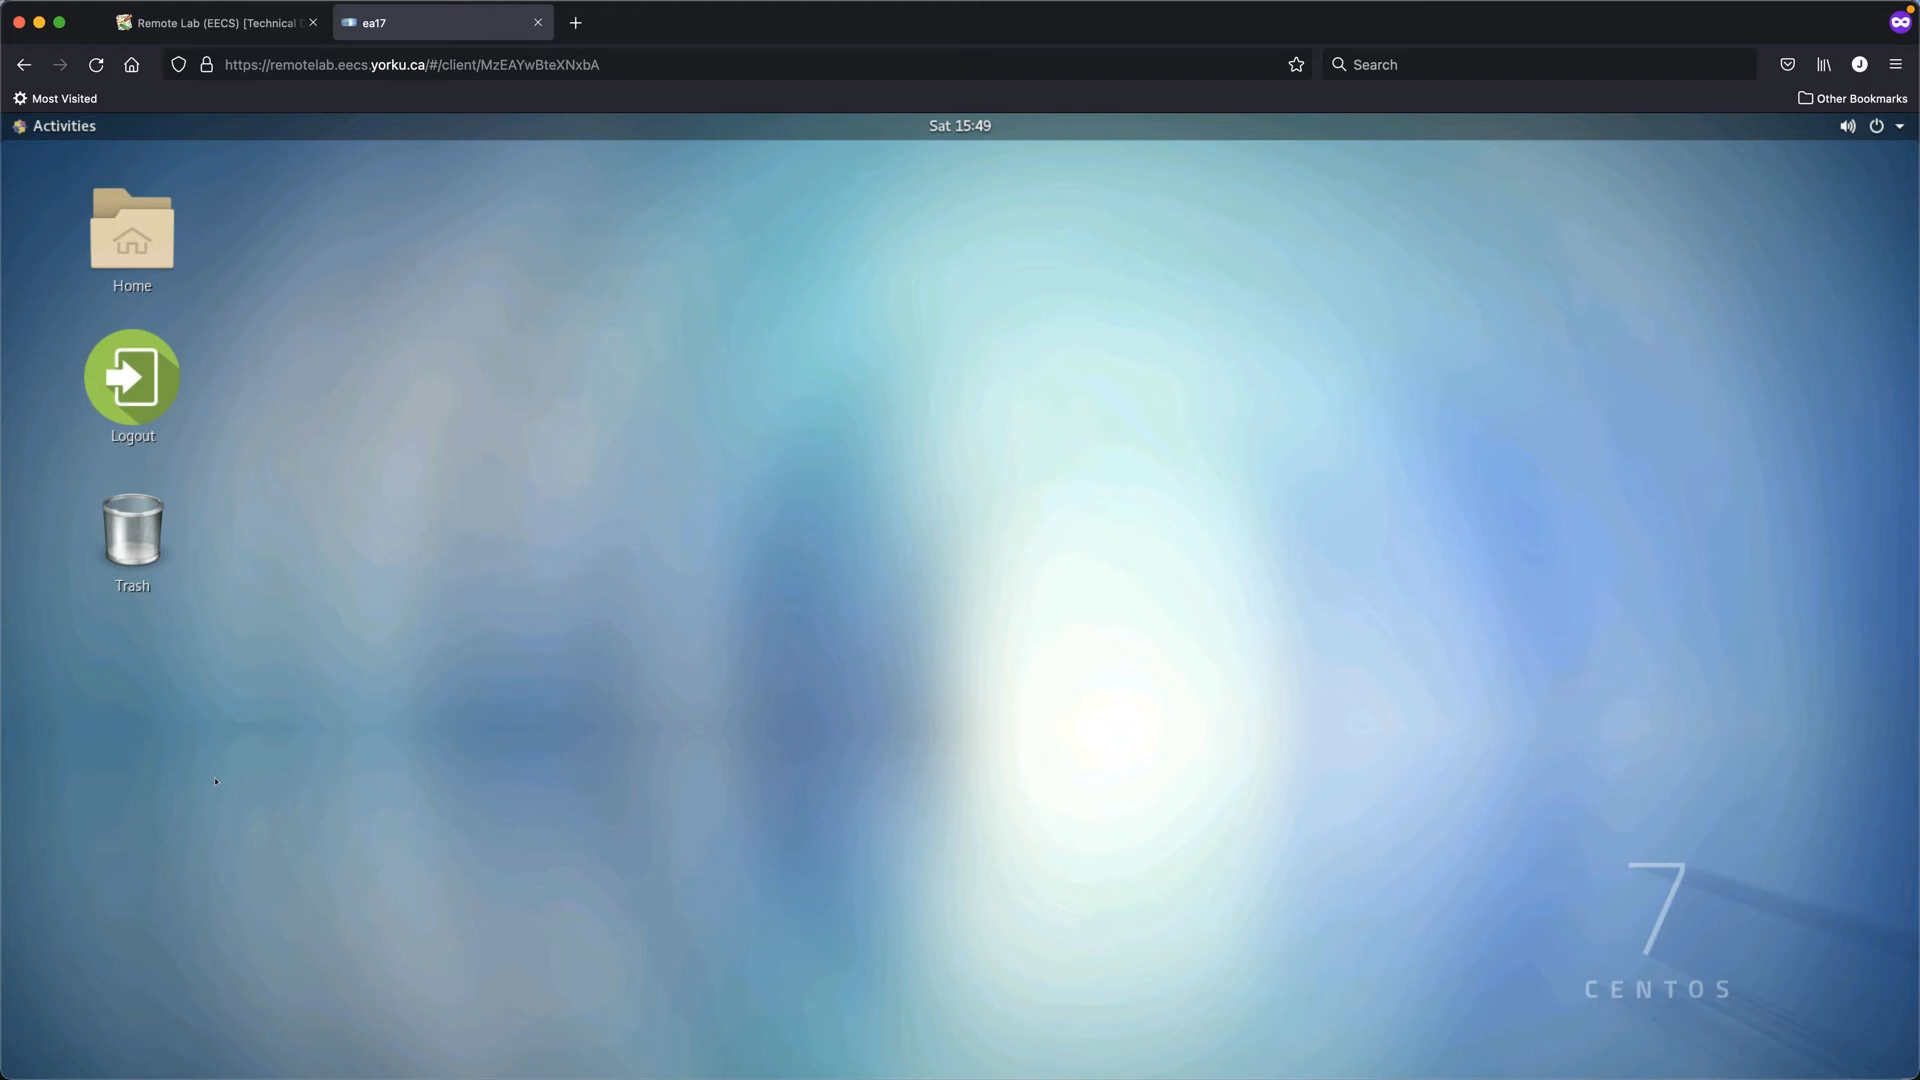 Remote Lab (EECS) [Technical
ea17
https://remotelab.eecs.yorku.ca/#/client/MzEAYwBteXNxbA
Search
J
Most Visited
Other Bookmarks
Activities
Sat 15:49
Home
Logout
Trash
7
CENTOS